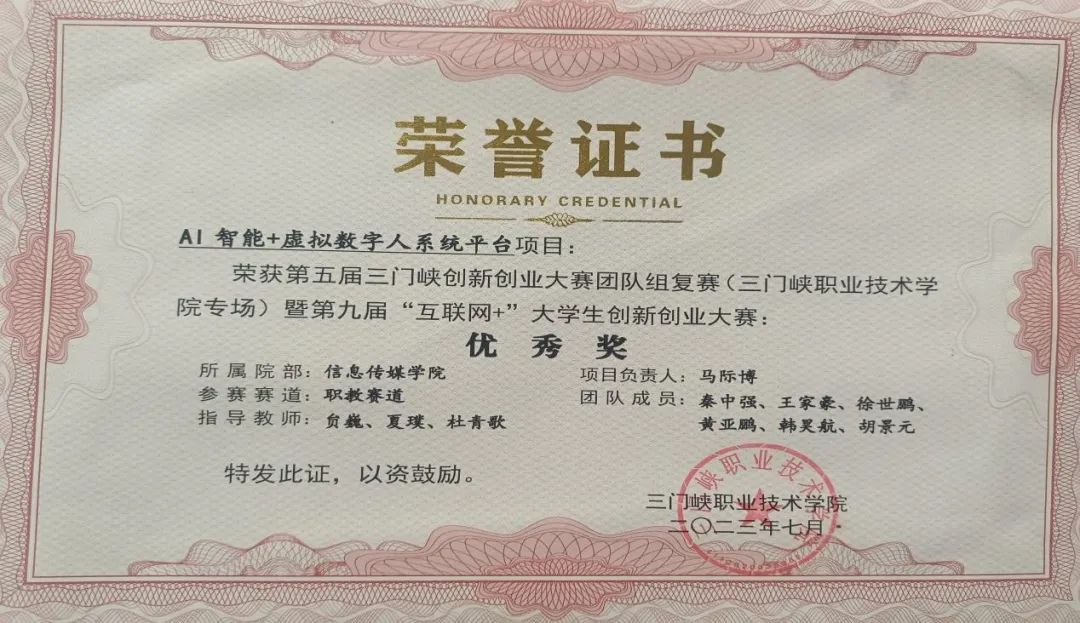 荣誉证书
HONORARY CREDENTIAL
AI 智能+虚拟数字人系统平台项目：
荣获第五届三门峡创新创业大赛团队组复赛（三门峡职业技术学
院专场）暨第九届“互联网+”大学生创新创业大赛：
优秀奖
所属院部：信息传媒学院
参赛赛道：职教赛道
指导教师：贠巍、夏璞、杜青歌
项目负责人：马际博
团队成员：秦中强、王家豪、徐世鹏、
黄亚鹏、韩昊航、胡景元
特发此证，以资鼓励。
三门峡职业技术学院
二〇二三年七月